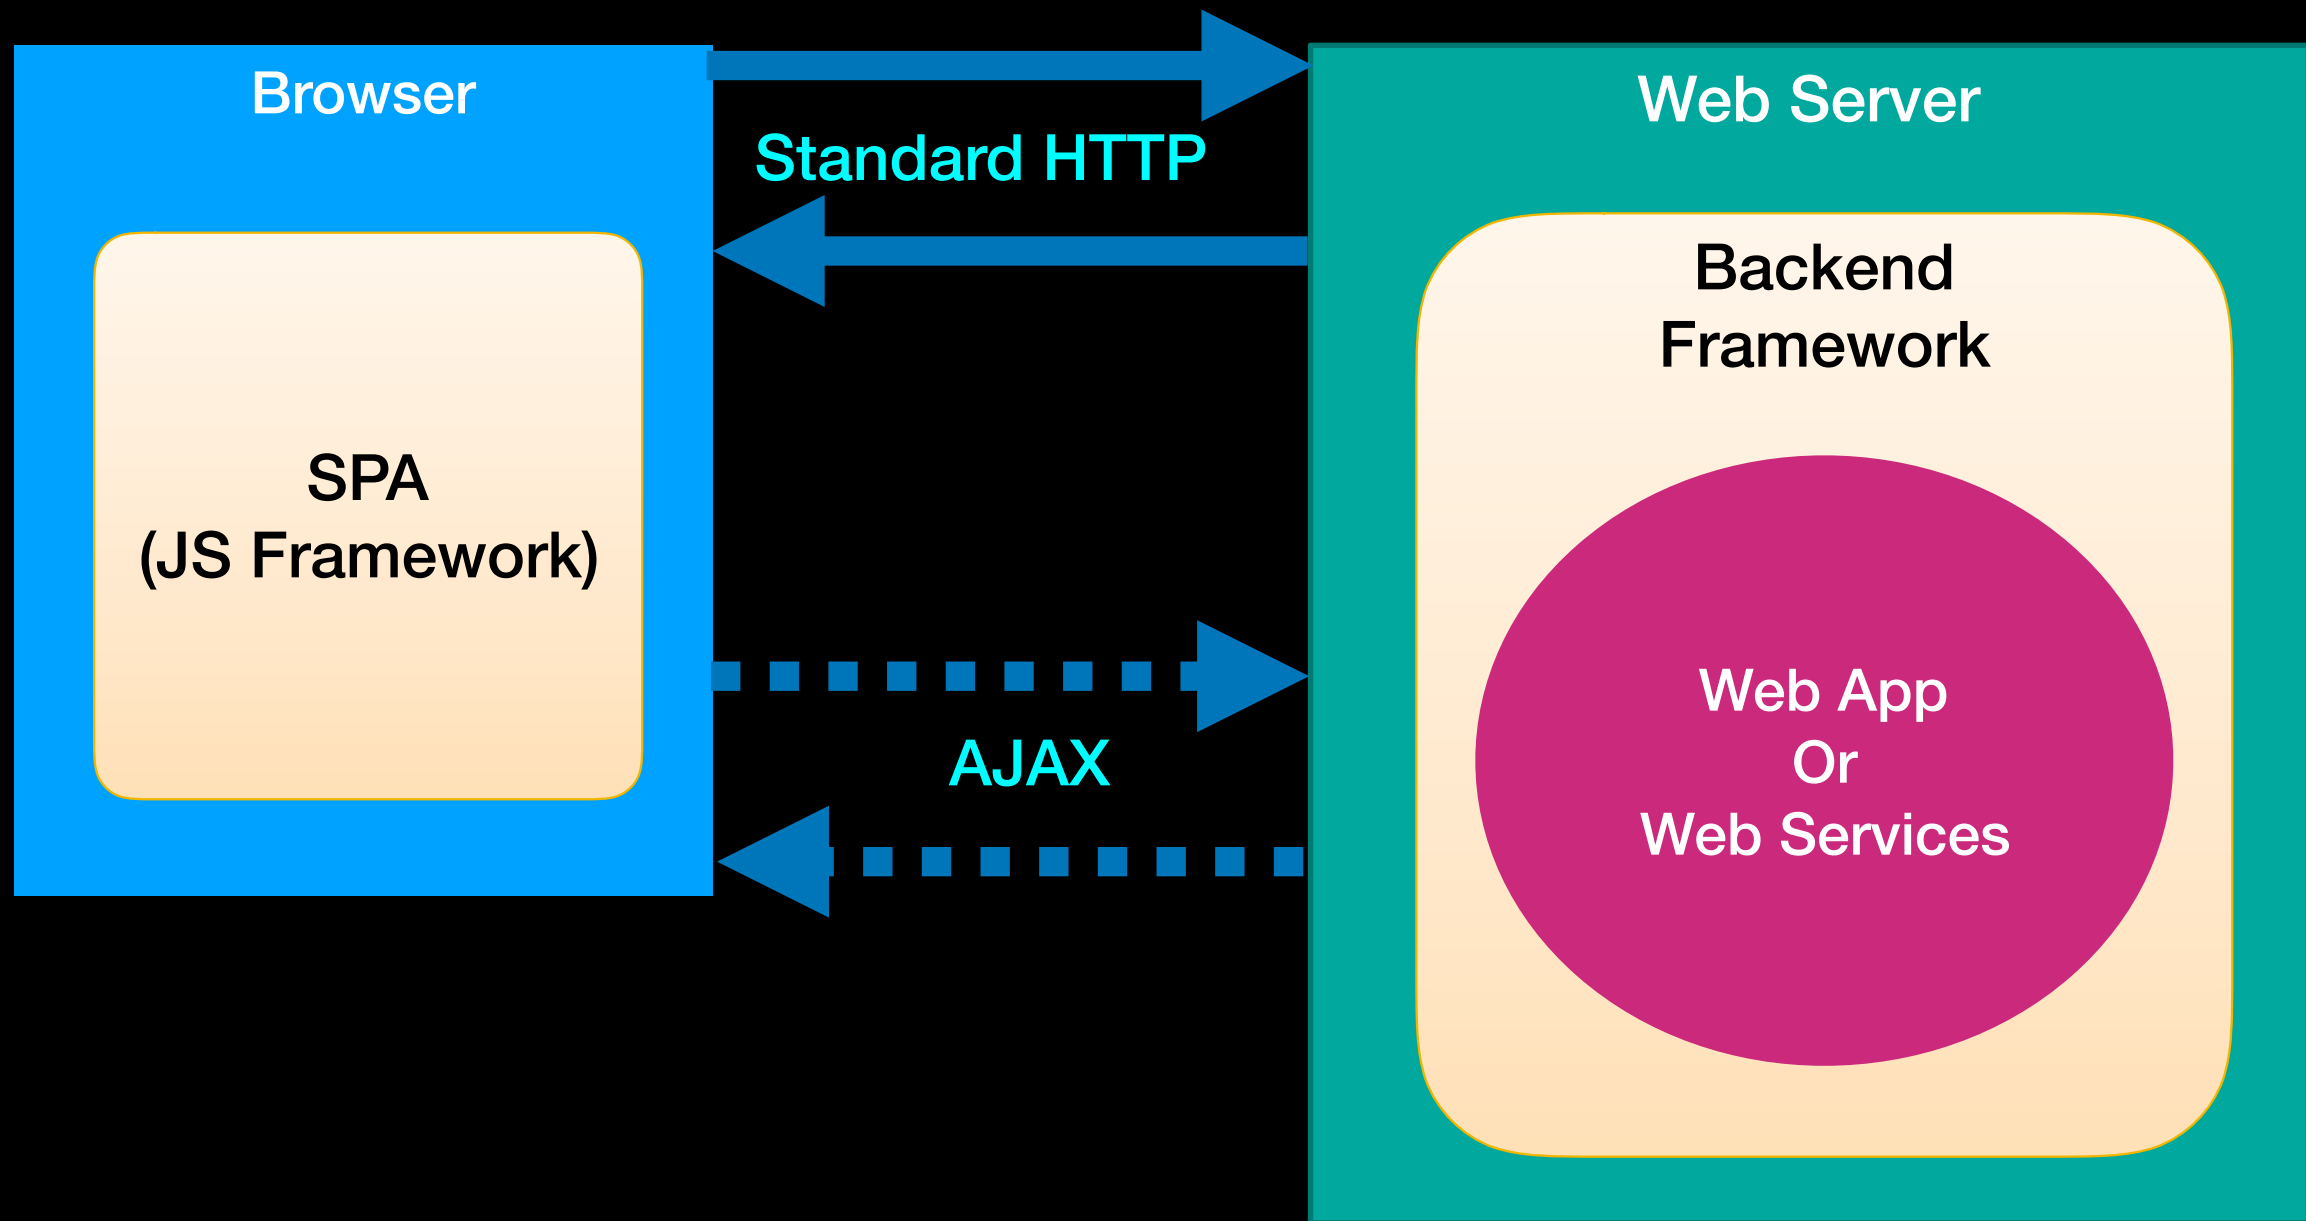 Browser
Standard HTTP
Web Server
SPA
(JS Framework)
Backend
Framework
AJAX
Web App
Or
Web Services